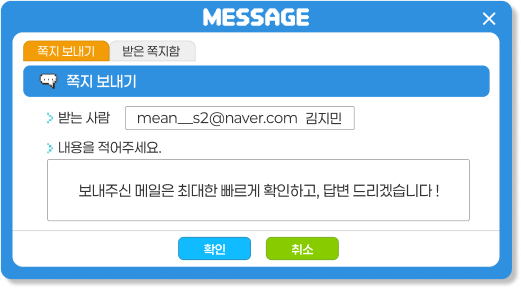 MESSAGE
쪽지 보내기 받은 쪽지함
쪽지 보내기
받는 사람 mean__s2@naver.com 김지민
내용을 적어주세요.
보내주신 메일은 최대한 빠르게 확인하고, 답변 드리겠습니다 !
확인 취소